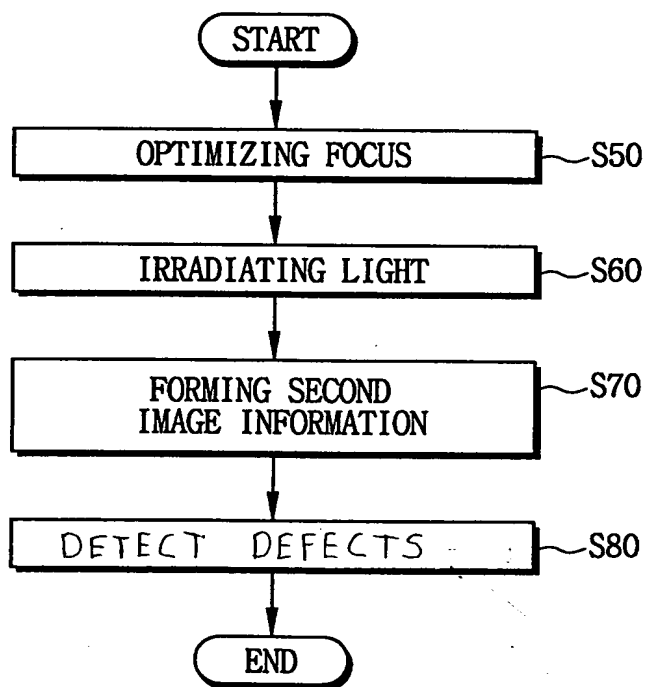 START
OPTIMIZING FOCUS
S50
IRRADIATING LIGHT
S60
FORMING SECOND
IMAGE INFORMATION
S70
DETECT DEFECTS
S80
END